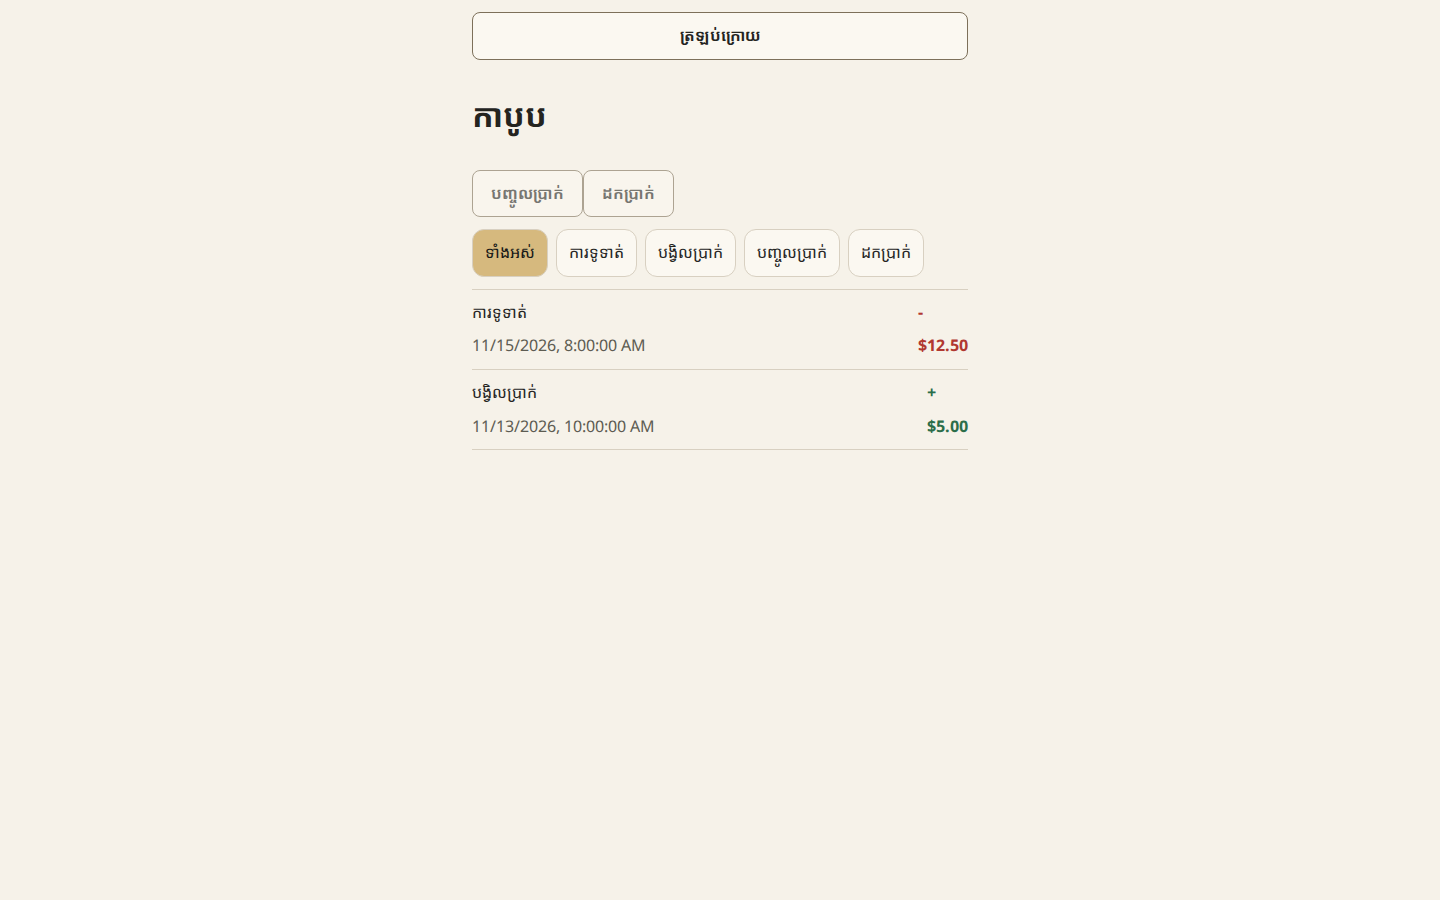 ត្រឡប់ក្រោយ
កាបូប
បញ្ចូលប្រាក់ ដកប្រាក់
ទាំងអស់ ការទូទាត់ បង្វិលប្រាក់ បញ្ចូលប្រាក់ ដកប្រាក់
ការទូទាត់ -
11/15/2026, 8:00:00 AM $12.50
បង្វិលប្រាក់ +
11/13/2026, 10:00:00 AM $5.00